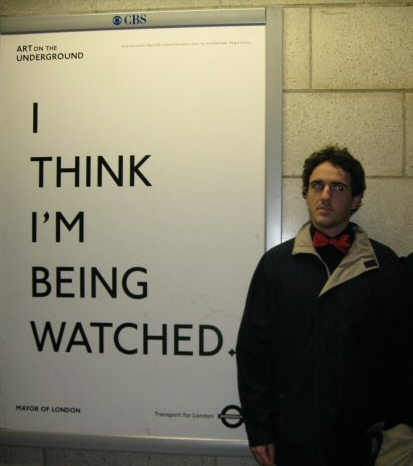 CBS
ART ON THE
UNDERGROUND
I
THINK
I'M
BEING
WATCHED.
MAYOR OF LONDON
Transport for London